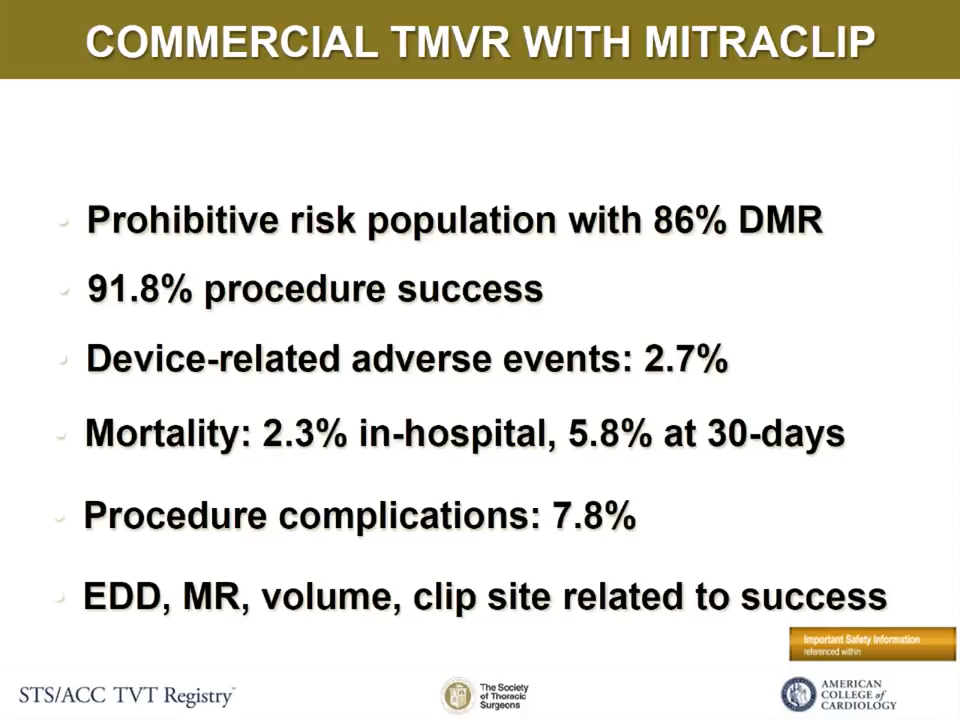 COMMERCIAL TMVR WITH MITRACLIP
• Prohibitive risk population with 86% DMR
• 91.8% procedure success
• Device-related adverse events: 2.7%
• Mortality: 2.3% in-hospital, 5.8% at 30-days
• Procedure complications: 7.8%
• EDD, MR, volume, clip site related to success
Important Safety Information
referenced within
STS/ACC TVT Registry™
The Society
of Thoracic
Surgeons
AMERICAN
COLLEGE of
CARDIOLOGY